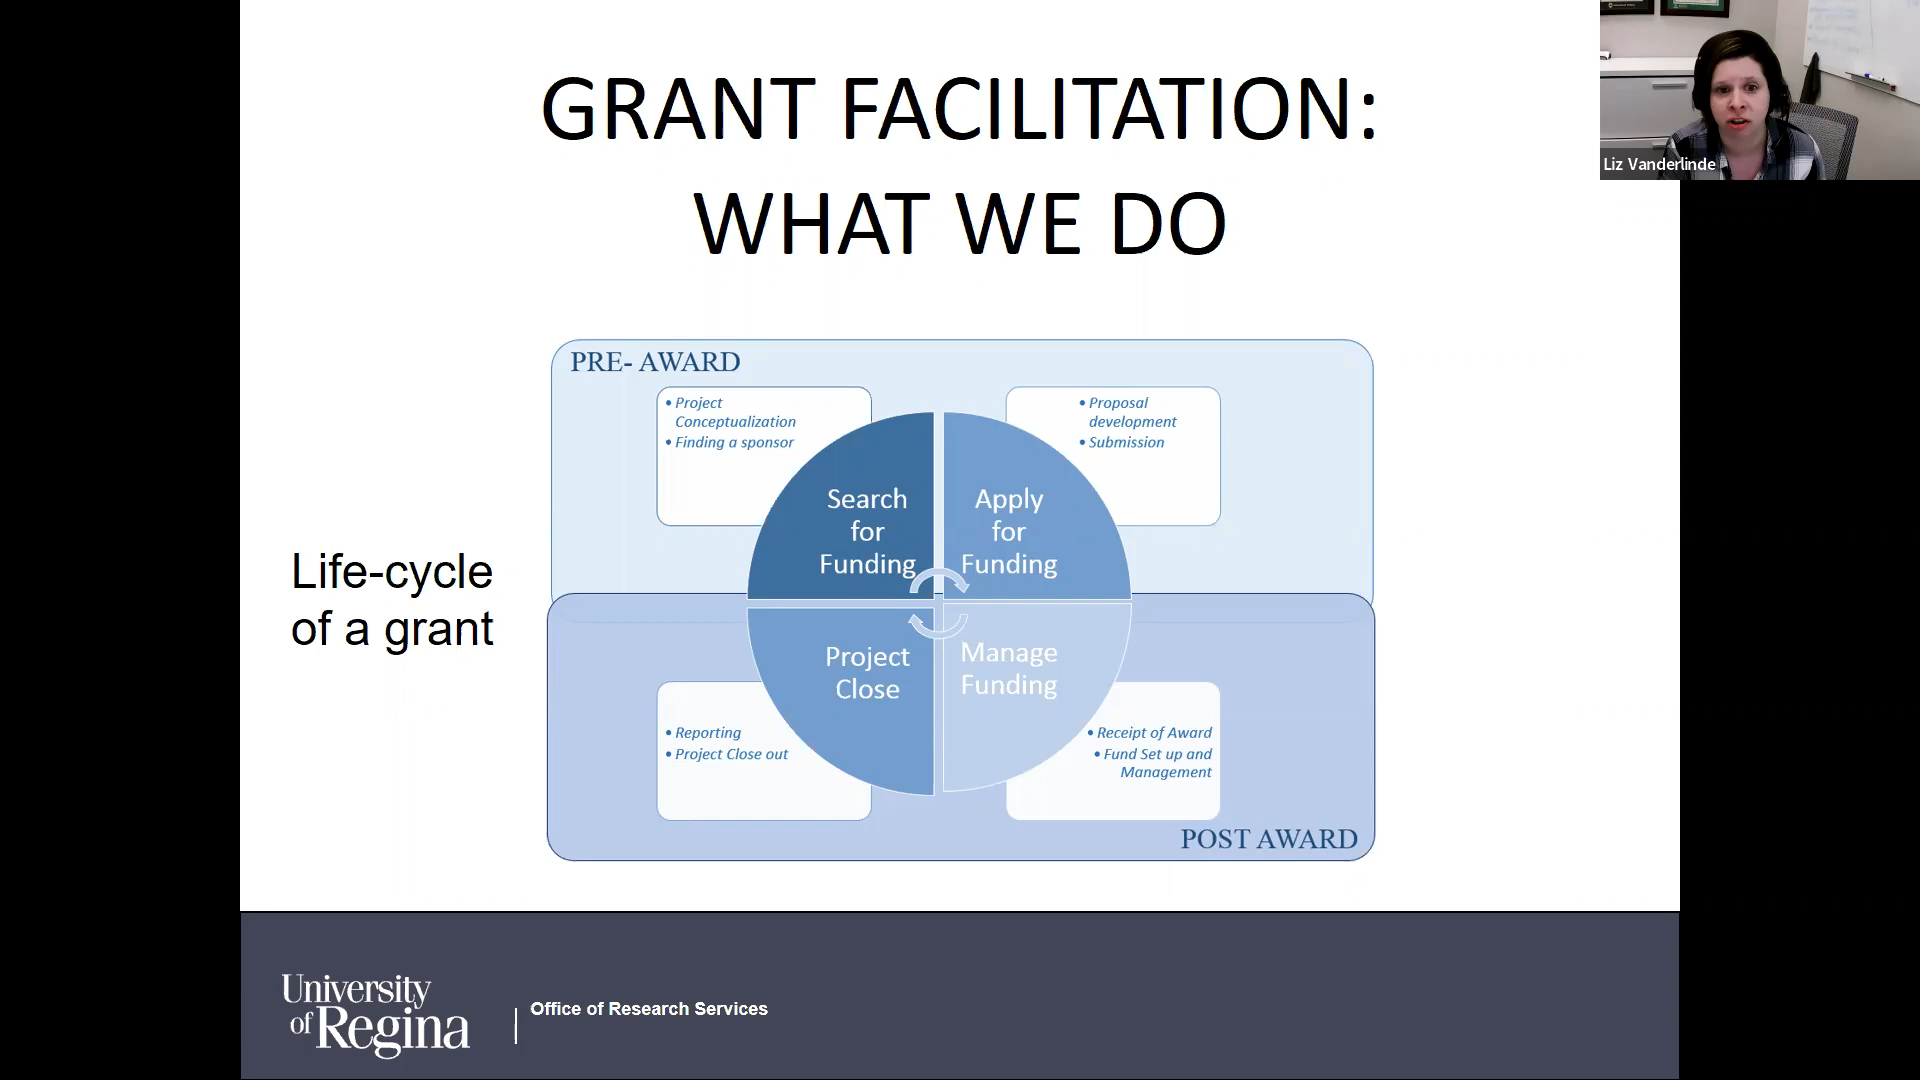 GRANT FACILITATION:
WHAT WE DO
Liz Vanderlinde
PRE- AWARD
• Project
Conceptualization
• Finding a sponsor
• Proposal
development
• Submission
Search
for
Funding
Apply
for
Funding
Life-cycle
of a grant
Project
Close
Manage
Funding
• Reporting
• Project Close out
• Receipt of Award
• Fund Set up and
Management
POST AWARD
University
of Regina
Office of Research Services